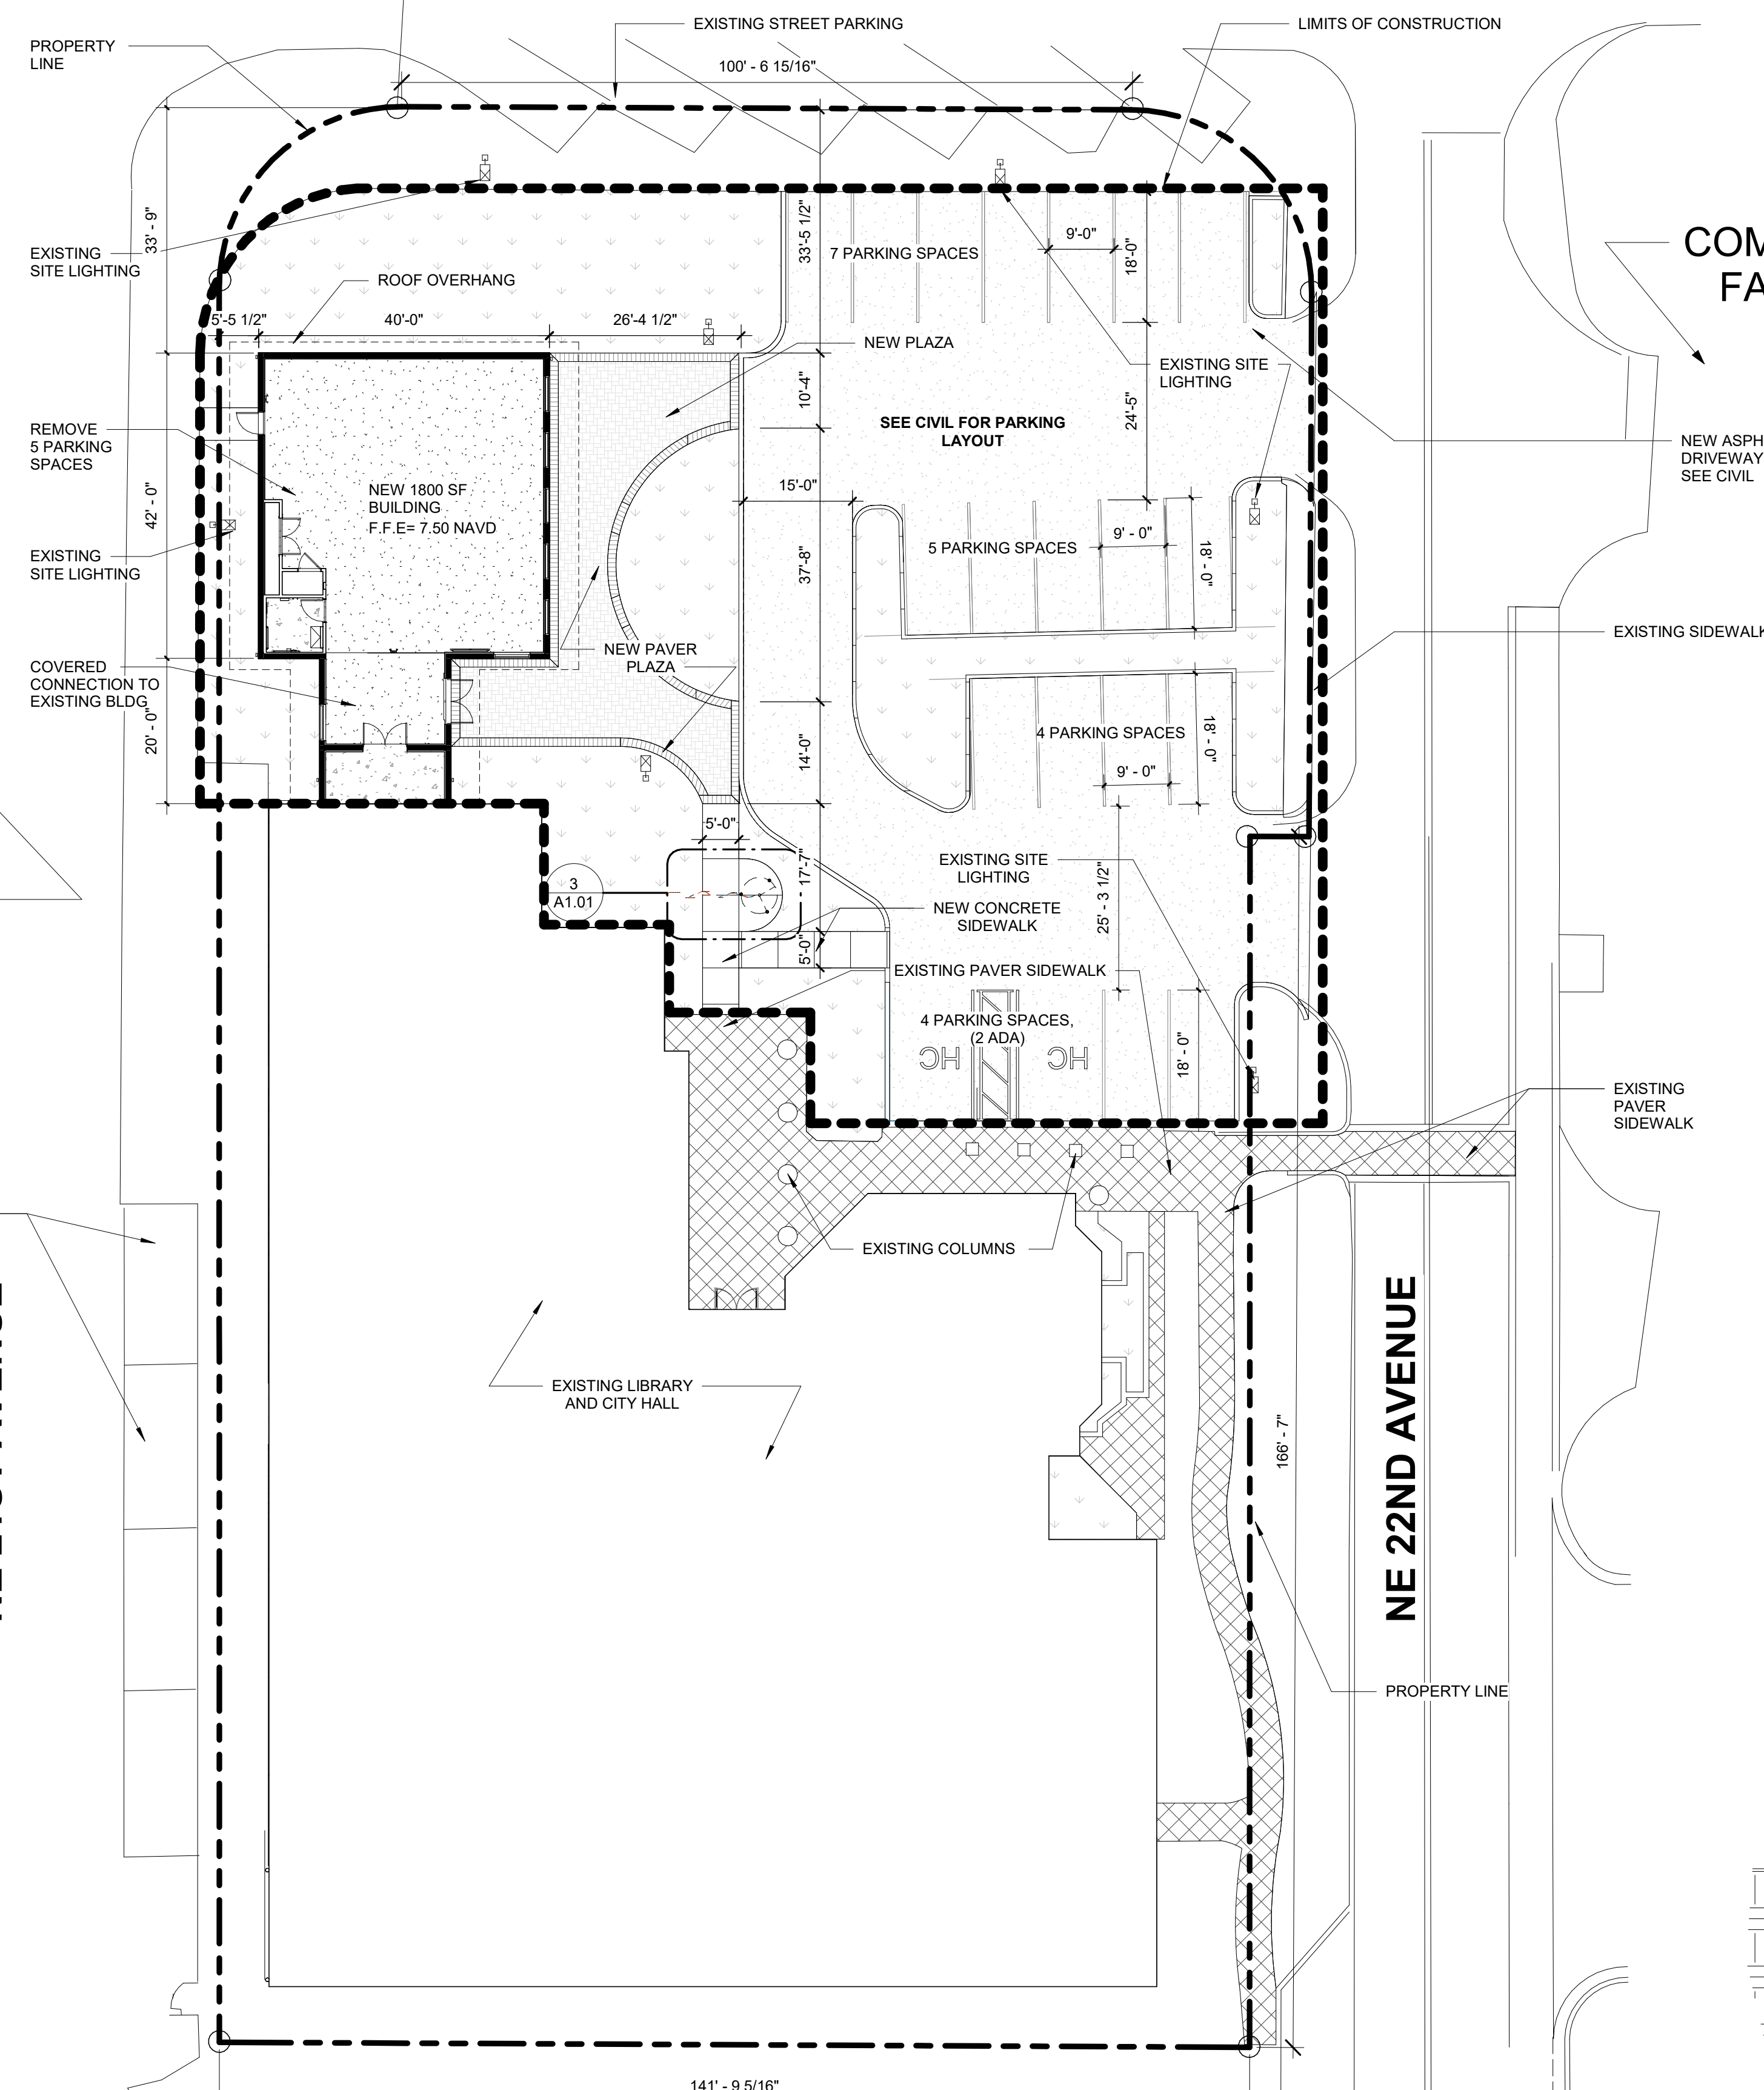 EXISTING STREET PARKING
LIMITS OF CONSTRUCTION
PROPERTY
LINE
100' - 6 15/16"
33' - 9"
33'-5 1/2"
7 PARKING SPACES
9'-0"
18'-0"
COM
FA
EXISTING
SITE LIGHTING
ROOF OVERHANG
5'-5 1/2"
40'-0"
26'-4 1/2"
NEW PLAZA
EXISTING SITE
LIGHTING
10'-4"
24'-5"
SEE CIVIL FOR PARKING
LAYOUT
REMOVE
5 PARKING
SPACES
NEW ASPH
DRIVEWAY
SEE CIVIL
42' - 0"
NEW 1800 SF
BUILDING
F.F.E= 7.50 NAVD
15'-0"
EXISTING
SITE LIGHTING
37'-8"
5 PARKING SPACES
9' - 0"
18' - 0"
EXISTING SIDEWALK
NEW PAVER
PLAZA
COVERED
CONNECTION TO
EXISTING BLDG
20' - 0"
14'-0"
4 PARKING SPACES
9' - 0"
18' - 0"
5'-0"
17'-7"
3
A1.01
EXISTING SITE
LIGHTING
25' - 3 1/2"
NEW CONCRETE
SIDEWALK
5'-0"
EXISTING PAVER SIDEWALK
4 PARKING SPACES,
(2 ADA)
HC
HC
18' - 0"
EXISTING
PAVER
SIDEWALK
EXISTING COLUMNS
EXISTING LIBRARY
AND CITY HALL
166' - 7"
NE 22ND AVENUE
PROPERTY LINE
141' - 9 5/16"